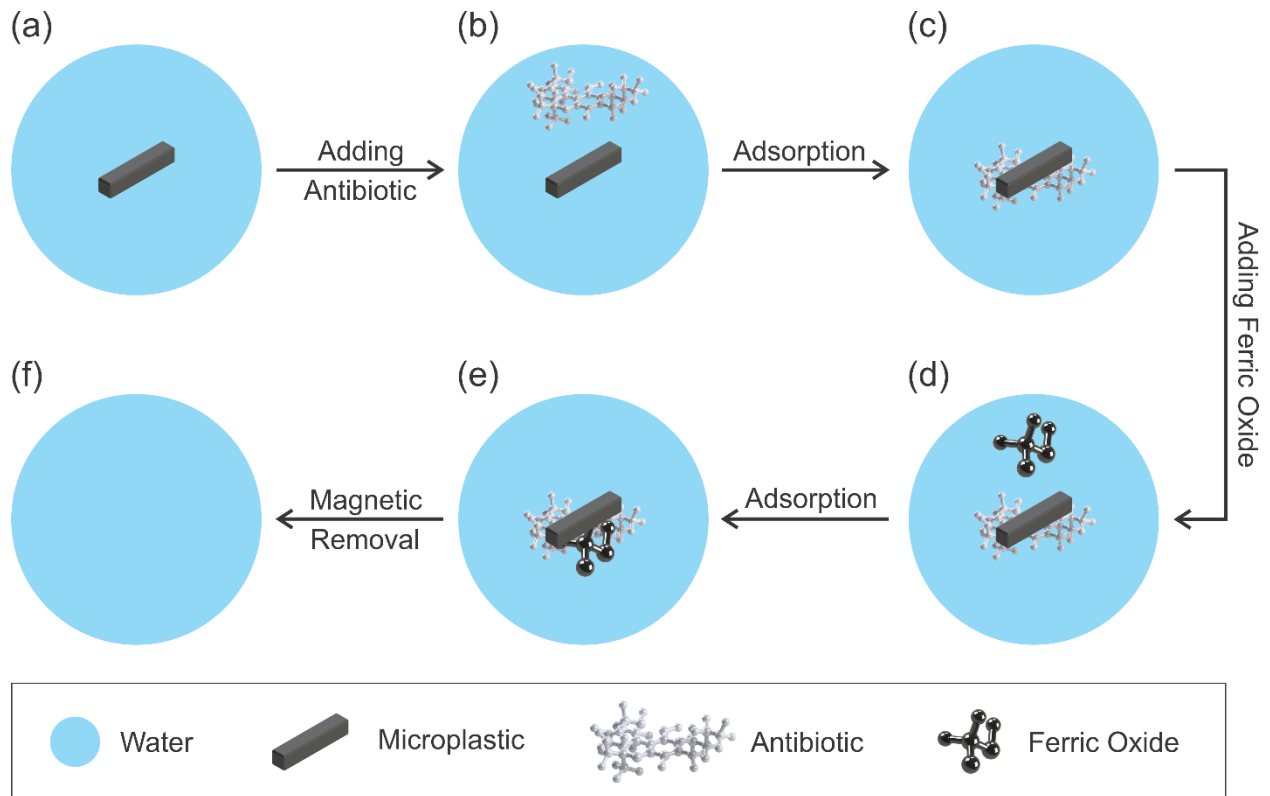 (a)
(b)
(c)
Adding
Antibiotic
Adsorption
Adding Ferric Oxide
(f)
(e)
(d)
Magnetic
Removal
Adsorption
Water
Microplastic
Antibiotic
Ferric Oxide